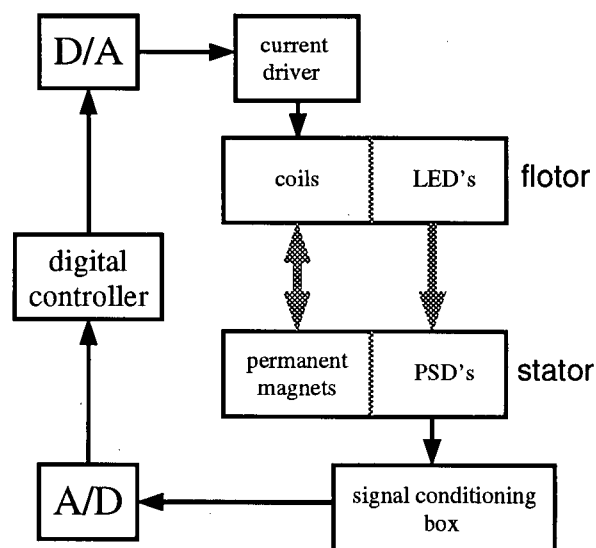 D/A
current
driver
coils
LED's
flotor
digital
controller
permanent
magnets
PSD's
stator
A/D
signal conditioning
box